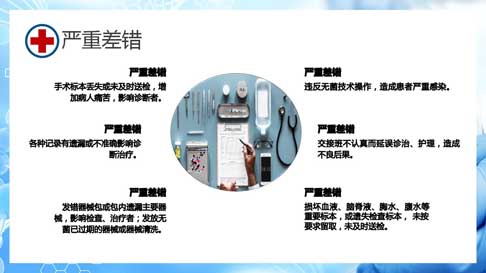 严重差错
严重差错
手术标本丢失或未及时送检，增
加病人痛苦，影响诊断者。
严重差错
各种记录有遗漏或不准确影响诊
断治疗。
严重差错
发错器械包或包内遗漏主要器
械，影响检查、治疗者；发放无
菌已过期的器械或器械清洗。
严重差错
违反无菌技术操作，造成患者严重感染。
严重差错
交接班不认真而延误诊治、护理，造成
不良后果。
严重差错
损坏血液、脑脊液、胸水、腹水等
重要标本，或遗失检查标本， 未按
要求留取，未及时送检。